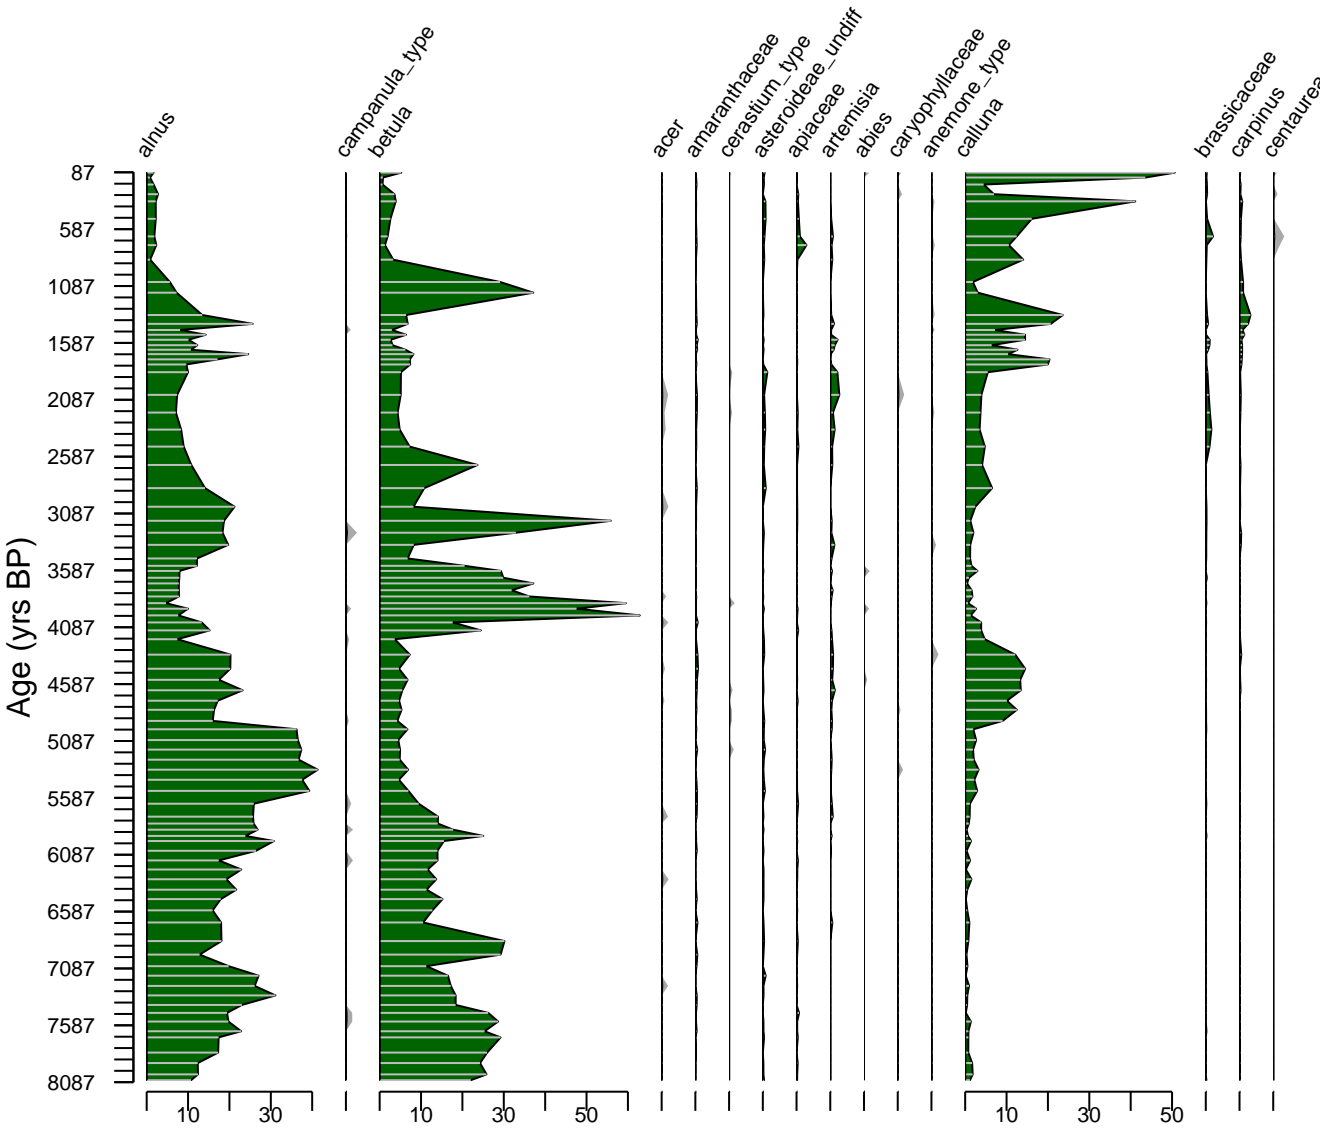 alnus
campanula_type
betula
acer
amaranthaceae
cerastium_type
asteroideae_undiff
apiaceae
artemisia
abies
caryophyllaceae
anemone_type
calluna
brassicaceae
carpinus
centaurea
Age (yrs BP)
87
587
1087
1587
2087
2587
3087
3587
4087
4587
5087
5587
6087
6587
7087
7587
8087
10 30 10 30 50 10 30 50